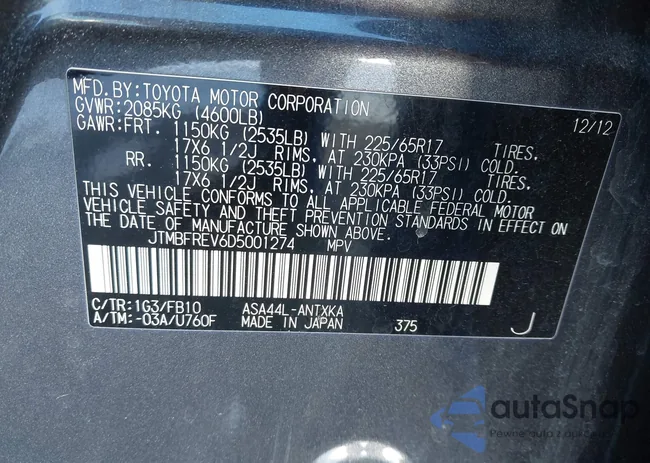 MFD.BY:TOYOTA MOTOR CORPORATION 12/12
GVWR:2085KG (4600LB)
GAWR:FRT. 1150KG (2535LB) WITH 225/65R17 TIRES,
17X6 1/2J RIMS, AT 230KPA (33PSI) COLD.
RR. 1150KG (2535LB) WITH 225/65R17 TIRES,
17X6 1/2J RIMS, AT 230KPA (33PSI) COLD.
THIS VEHICLE CONFORMS TO ALL APPLICABLE FEDERAL MOTOR
VEHICLE SAFETY AND THEFT PREVENTION STANDARDS IN EFFECT ON
THE DATE OF MANUFACTURE SHOWN ABOVE.
JTMBFREV6D5001274 MPV
C/TR:1G3/FB10 ASA44L-ANTXKA
A/TM:-03A/U760F MADE IN JAPAN 375 J
autoSnap
Pewne auto z aprobatą